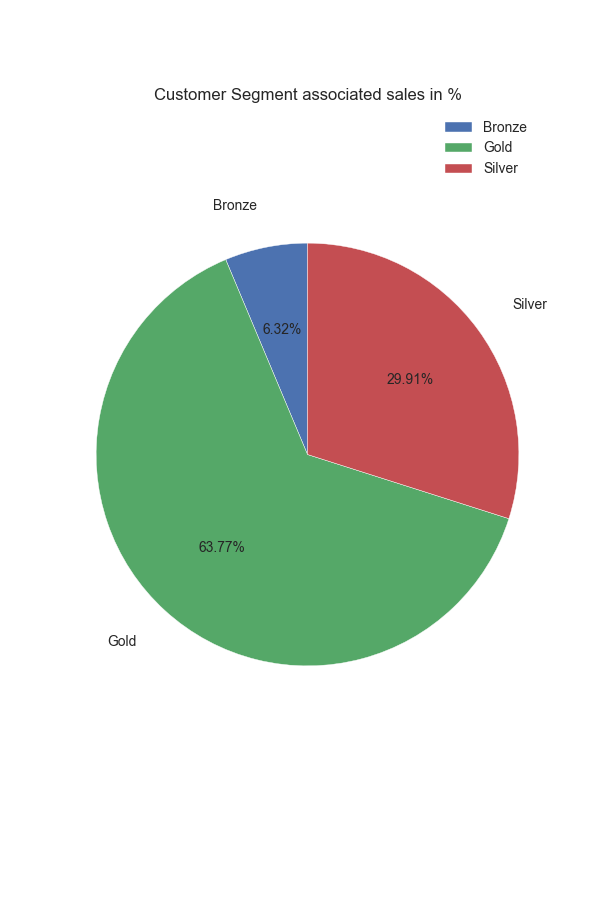 Customer Segment associated sales in %
Bronze
Gold
Silver
Bronze
Silver
6.32%
29.91%
63.77%
Gold